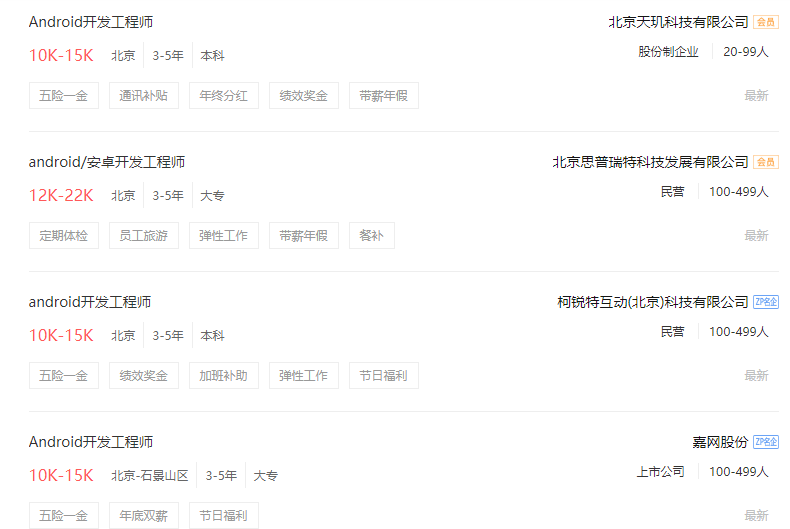 Android开发工程师 北京天玑科技有限公司 会员
10K-15K 北京 3-5年 本科 股份制企业 20-99人
五险一金 通讯补贴 年终分红 绩效奖金 带薪年假 最新
android/安卓开发工程师 北京思普瑞特科技发展有限公司 会员
12K-22K 北京 3-5年 大专 民营 100-499人
定期体检 员工旅游 弹性工作 带薪年假 餐补 最新
android开发工程师 柯锐特互动(北京)科技有限公司 ZP名企
10K-15K 北京 3-5年 本科 民营 100-499人
五险一金 绩效奖金 加班补助 弹性工作 节日福利 最新
Android开发工程师 嘉网股份 ZP名企
10K-15K 北京-石景山区 3-5年 大专 上市公司 100-499人
五险一金 年底双薪 节日福利 最新